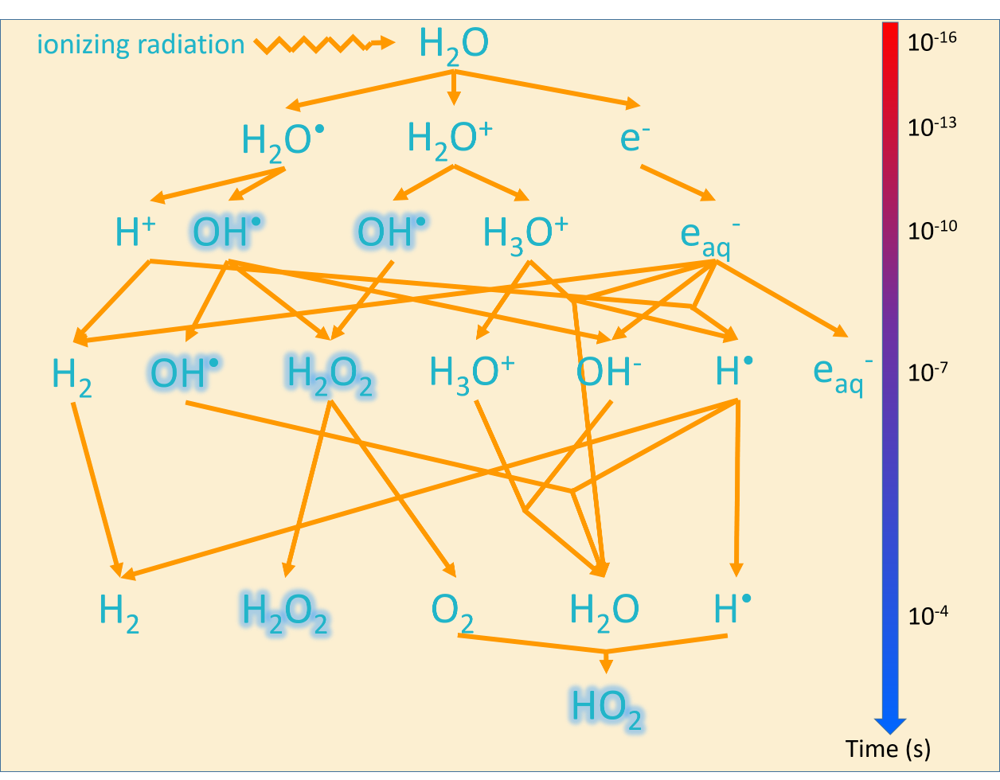 ionizing radiation H₂O 10⁻¹⁶
H₂O• H₂O⁺ e⁻ 10⁻¹³
H⁺ OH• OH• H₃O⁺ eₐq⁻ 10⁻¹⁰
H₂ OH• H₂O₂ H₃O⁺ OH⁻ H• eₐq⁻ 10⁻⁷
H₂ H₂O₂ O₂ H₂O H• 10⁻⁴
HO₂
Time (s)